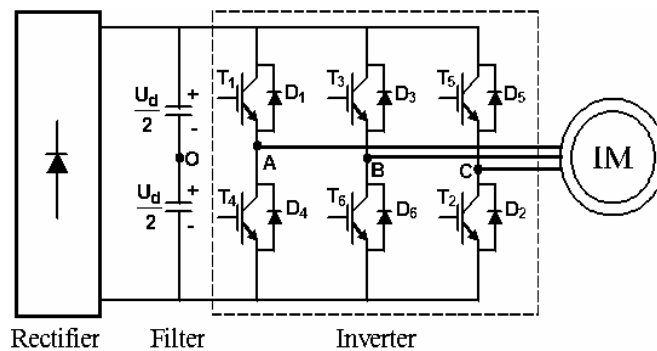 T1
D1
T3
D3
T5
D5
Ud
2
+
-
O
A
B
C
IM
Ud
2
+
-
T4
D4
T6
D6
T2
D2
Rectifier
Filter
Inverter